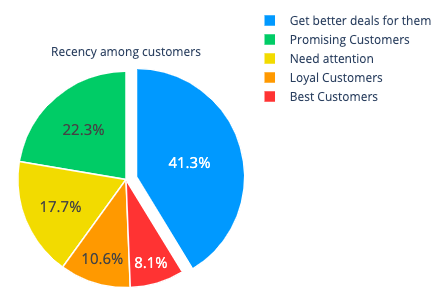 Recency among customers
Get better deals for them
Promising Customers
Need attention
Loyal Customers
Best Customers
22.3%
41.3%
17.7%
10.6%
8.1%